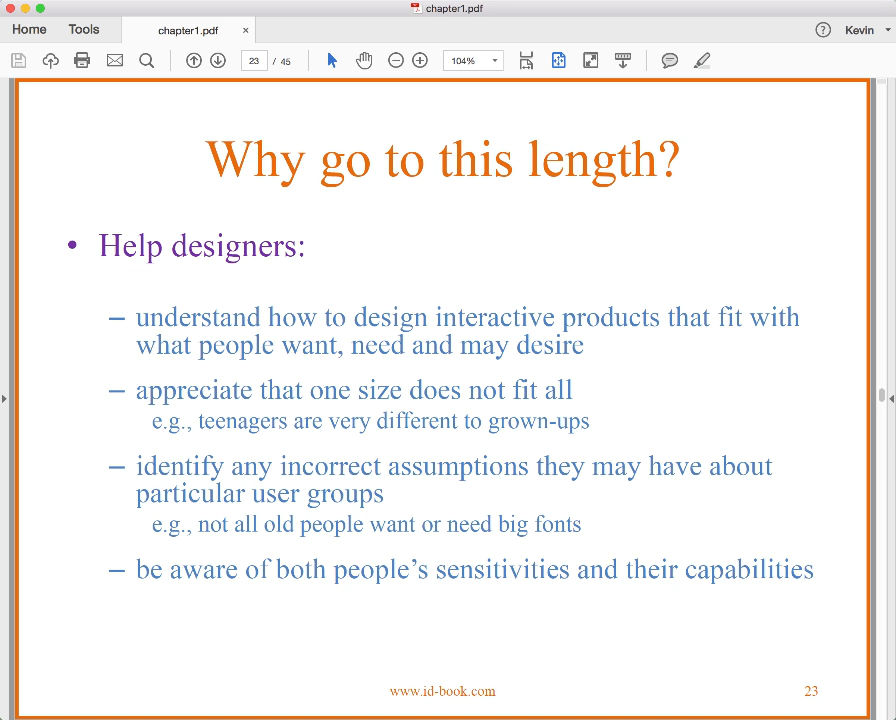 chapter1.pdf
Home Tools chapter1.pdf × ? Kevin
23 / 45 104%
Why go to this length?
• Help designers:
– understand how to design interactive products that fit with
what people want, need and may desire
– appreciate that one size does not fit all
e.g., teenagers are very different to grown-ups
– identify any incorrect assumptions they may have about
particular user groups
e.g., not all old people want or need big fonts
– be aware of both people’s sensitivities and their capabilities
www.id-book.com 23